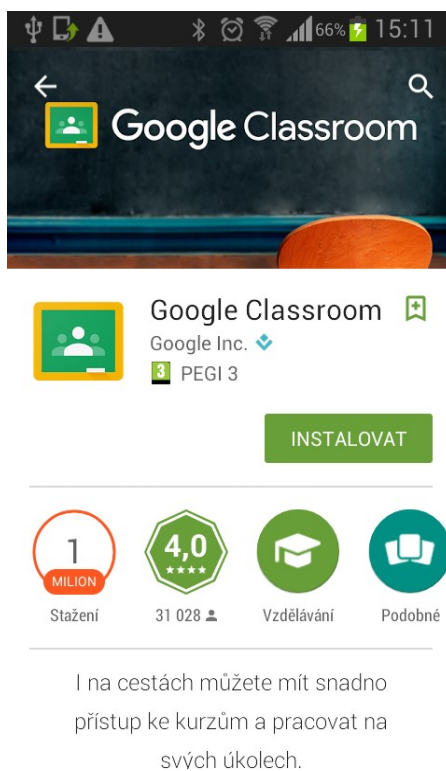 66% 15:11
Google Classroom
Google Classroom
Google Inc.
3 PEGI 3
INSTALOVAT
1
MILION
Stažení
4,0
31 028
Vzdělávání
Podobné
I na cestách můžete mít snadno
přístup ke kurzům a pracovat na
svých úkolech.